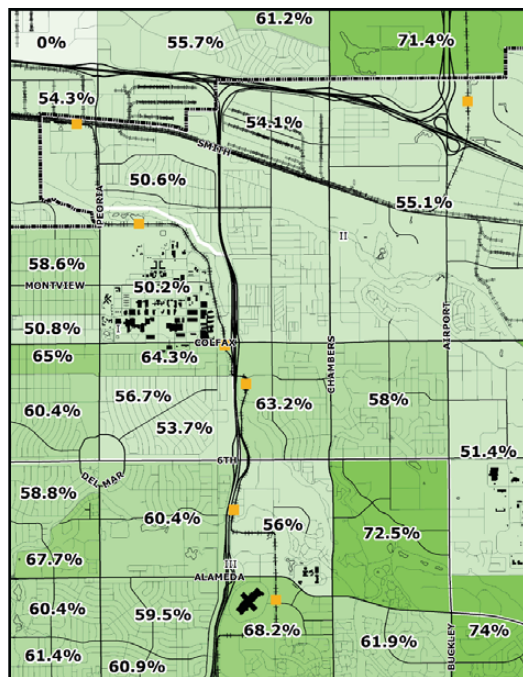 61.2%
0%
55.7%
71.4%
54.3%
54.1%
SMITH
50.6%
PEORIA
55.1%
II
58.6%
MONTVIEW
50.2%
50.8%
I
COLFAX
CHAMBERS
AIRPORT
65%
64.3%
56.7%
63.2%
58%
60.4%
53.7%
6TH
51.4%
DEL MAR
58.8%
60.4%
56%
72.5%
67.7%
III
ALAMEDA
60.4%
59.5%
68.2%
61.9%
74%
BUCKLEY
61.4%
60.9%